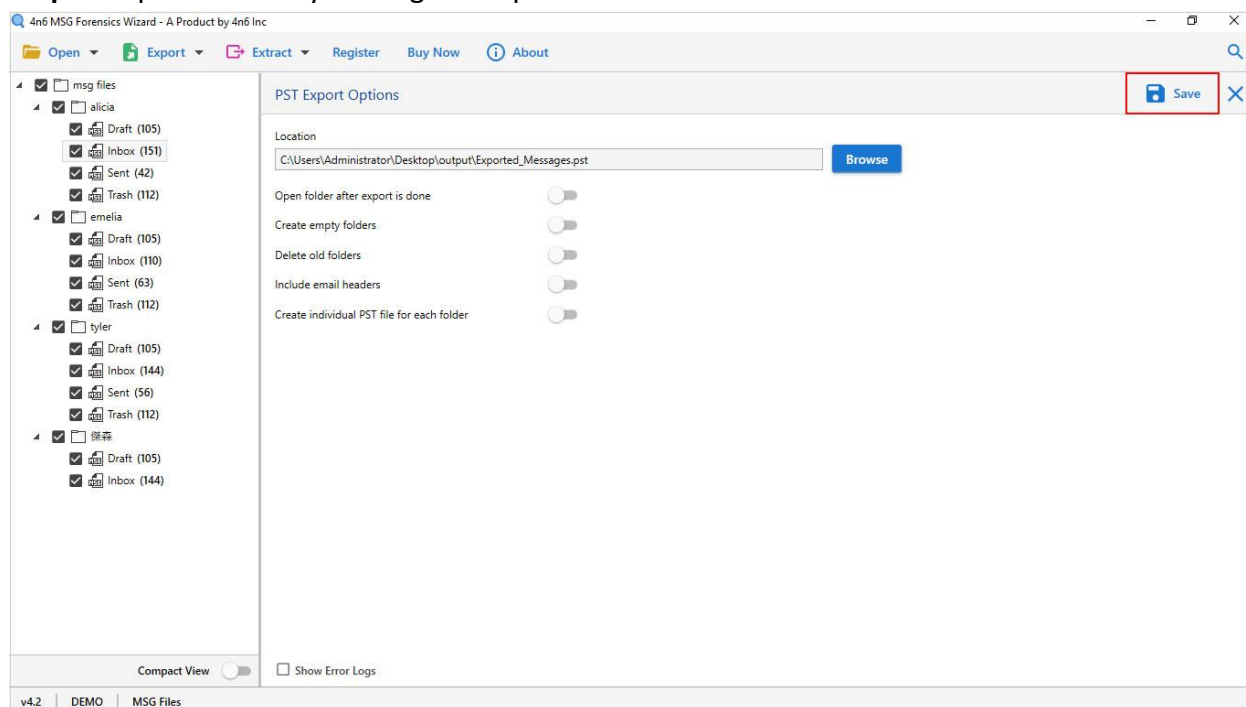 4n6 MSG Forensics Wizard - A Product by 4n6 Inc
Open Export Extract Register Buy Now About
msg files
alicia
Draft (105)
Inbox (151)
Sent (42)
Trash (112)
emelia
Draft (105)
Inbox (110)
Sent (63)
Trash (112)
tyler
Draft (105)
Inbox (144)
Sent (56)
Trash (112)
傑森
Draft (105)
Inbox (144)
Compact View
PST Export Options
Save
Location
C:\Users\Administrator\Desktop\output\Exported_Messages.pst
Browse
Open folder after export is done
Create empty folders
Delete old folders
Include email headers
Create individual PST file for each folder
Show Error Logs
v4.2 DEMO MSG Files